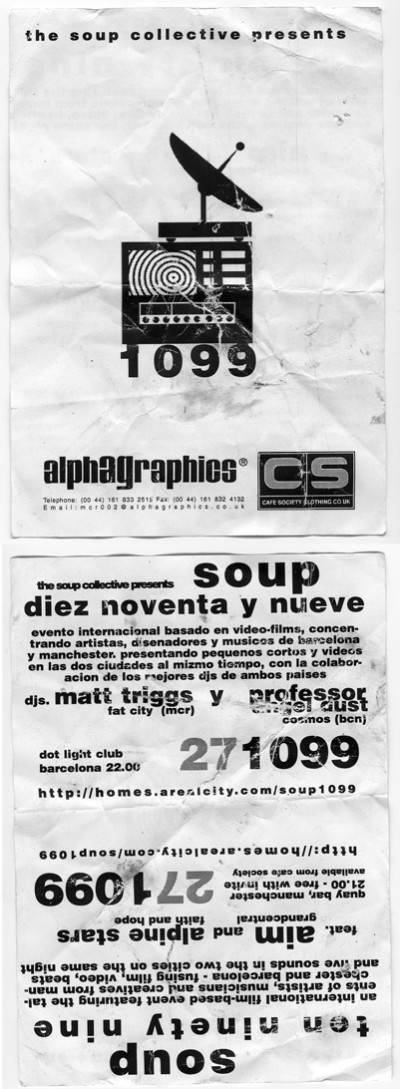 the soup collective presents
1099
alphagraphics®
CS
CAFE SOCIETY CLOTHING CO UK
Telephone: (00 44) 161 833 2515 Fax: (00 44) 161 832 4132
Email: mcr002@alphagraphics.co.uk
the soup collective presents soup
diez noventa y nueve
evento internacional basado en video-films, concen-
trando artistas, disenadores y musicos de barcelona
y manchester. presentando pequenos cortos y videos
en las dos ciudades al mizmo tiempo, con la colabor-
acion de los mejores djs de ambos paises
djs. matt triggs y professor
angel dust
fat city (mcr)
cosmos (bcn)
dot light club
barcelona 22.00
271099
http://homes.arealcity.com/soup1099
soup
ten ninety nine
an international film-based event featuring the tal-
ents of artists, musicians and creatives from man-
chester and barcelona - fusing film, video, beats
and live sounds in the two cities on the same night
feat. aim and alpine stars
grandcentral faith and hope
quay bar, manchester
21.00 - free with invite
available from cafe society
271099
http://homes.arealcity.com/soup1099